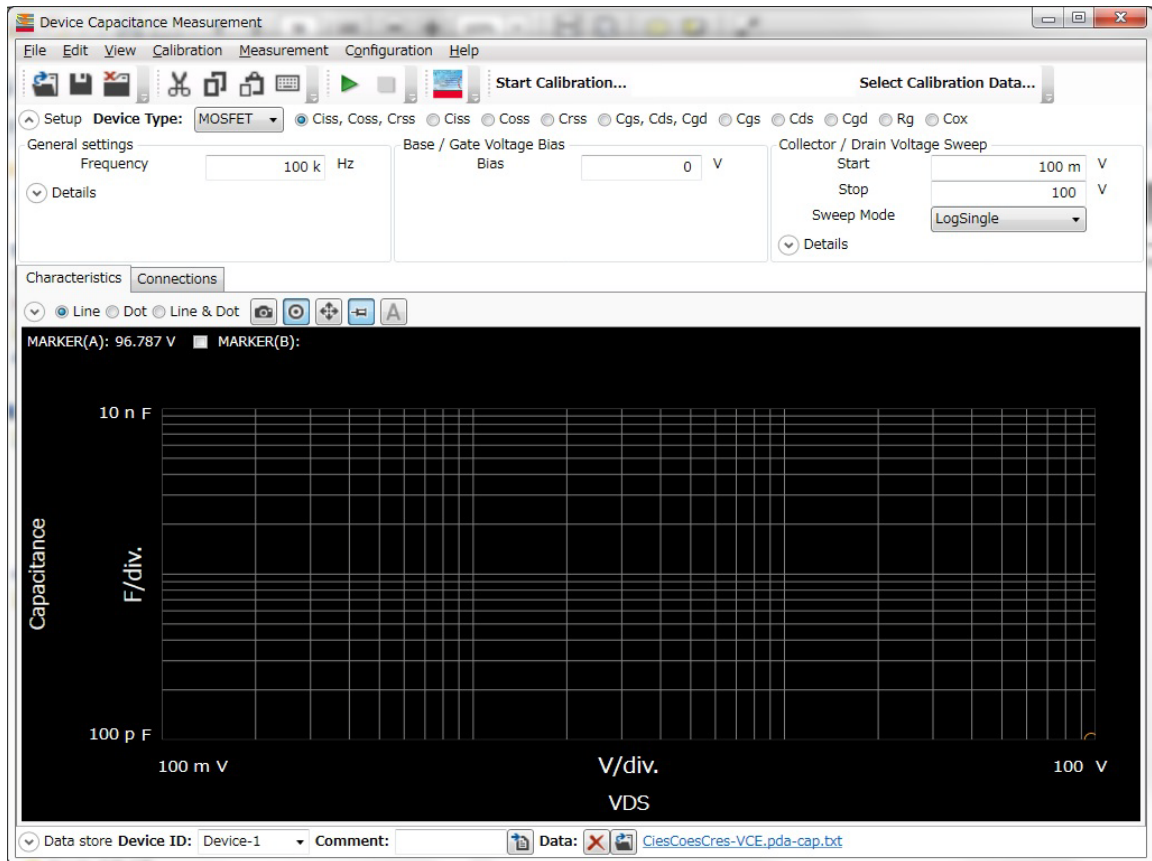 Device Capacitance Measurement
File Edit View Calibration Measurement Configuration Help
Start Calibration... Select Calibration Data...
Setup Device Type: MOSFET Ciss, Coss, Crss Ciss Coss Crss Cgs, Cds, Cgd Cgs Cds Cgd Rg Cox
General settings Base / Gate Voltage Bias Collector / Drain Voltage Sweep
Frequency 100 k Hz Bias 0 V Start 100 m V
Details Stop 100 V
Sweep Mode LogSingle
Details
Characteristics Connections
Line Dot Line & Dot A
MARKER(A): 96.787 V MARKER(B):
10 n F
Capacitance
F/div.
100 p F
100 m V V/div. 100 V
VDS
Data store Device ID: Device-1 Comment: Data: CiesCoesCres-VCE.pda-cap.txt